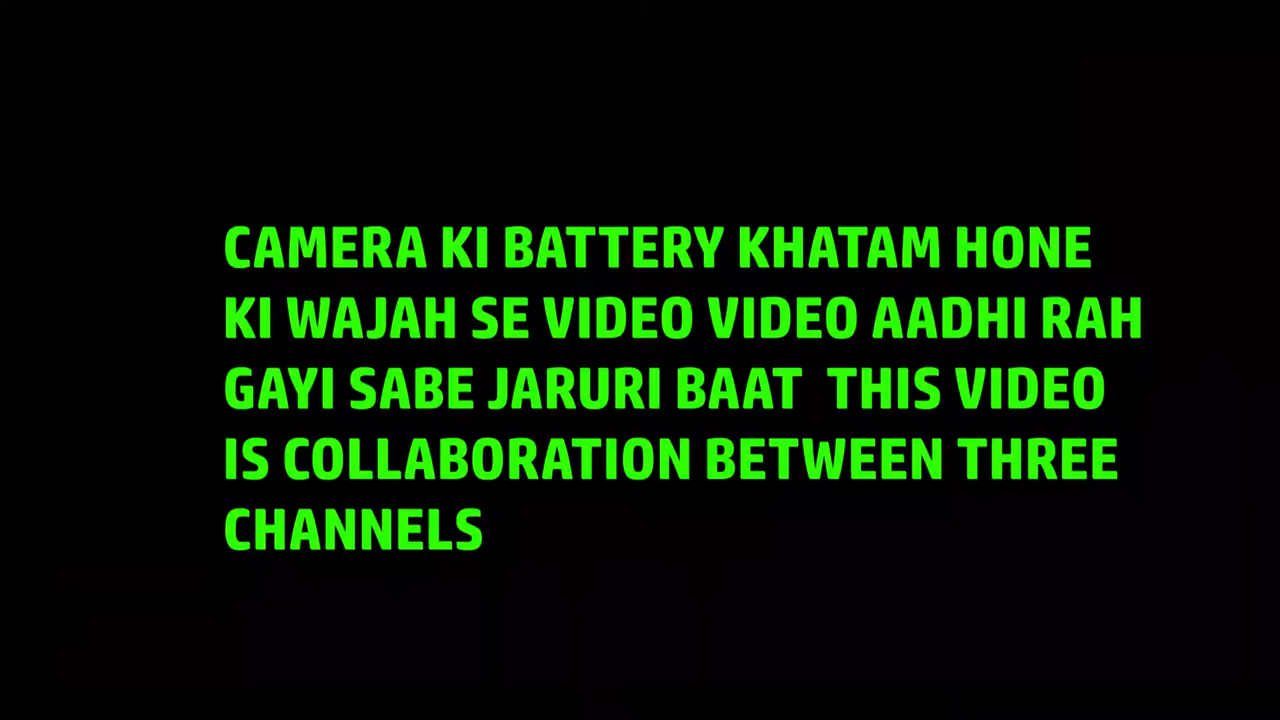 CAMERA KI BATTERY KHATAM HONE
KI WAJAH SE VIDEO VIDEO AADHI RAH
GAYI SABE JARURI BAAT  THIS VIDEO
IS COLLABORATION BETWEEN THREE
CHANNELS